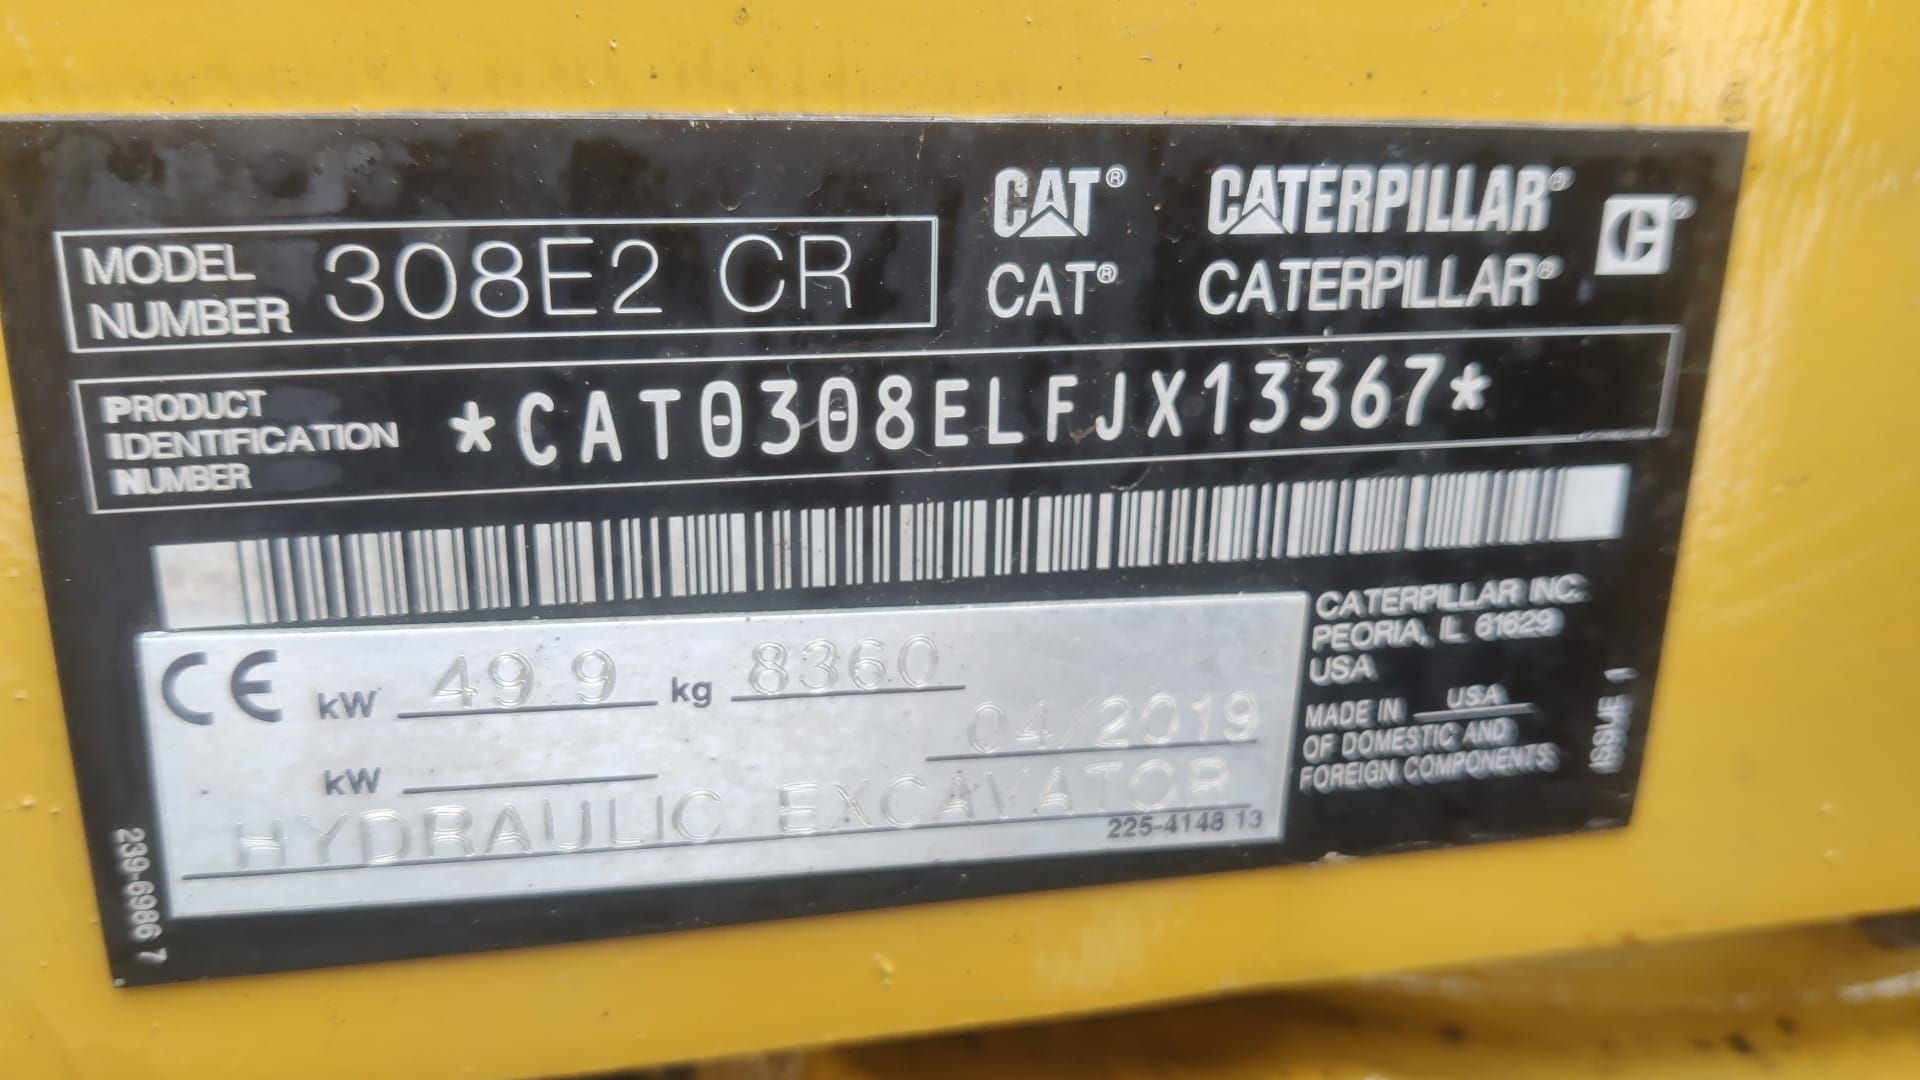 CAT® CATERPILLAR®
CAT® CATERPILLAR® C®
MODEL NUMBER 308E2 CR
PRODUCT IDENTIFICATION NUMBER *CAT0308ELFJX13367*
CE kW 49.9 kg 8360
04/2019
kW
HYDRAULIC EXCAVATOR
225-4148 13
CATERPILLAR INC.
PEORIA, IL 61629
USA
MADE IN USA
OF DOMESTIC AND
FOREIGN COMPONENTS
ISSUE 1
239-6986 7